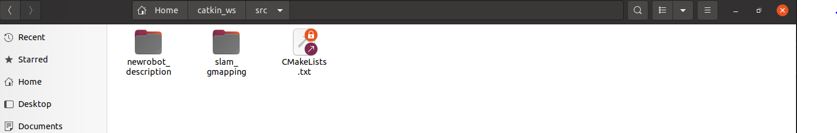 Home catkin_ws src
Recent
Starred
Home
Desktop
Documents
newrobot_
description
slam_
gmapping
CMakeLists
.txt